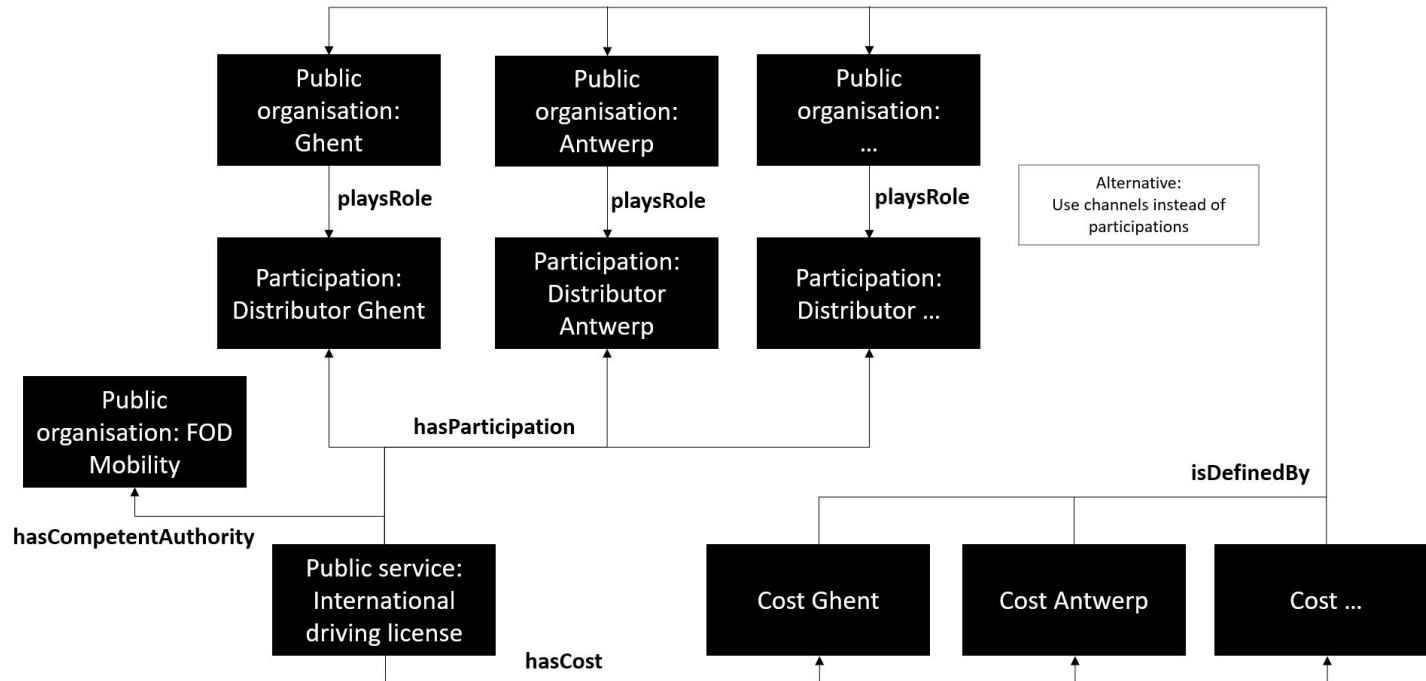 Public
organisation:
Ghent
Public
organisation:
Antwerp
Public
organisation:
...
playsRole
playsRole
playsRole
Alternative:
Use channels instead of
participations
Participation:
Distributor Ghent
Participation:
Distributor
Antwerp
Participation:
Distributor ...
Public
organisation: FOD
Mobility
hasParticipation
isDefinedBy
hasCompetentAuthority
Public service:
International
driving license
Cost Ghent
Cost Antwerp
Cost ...
hasCost